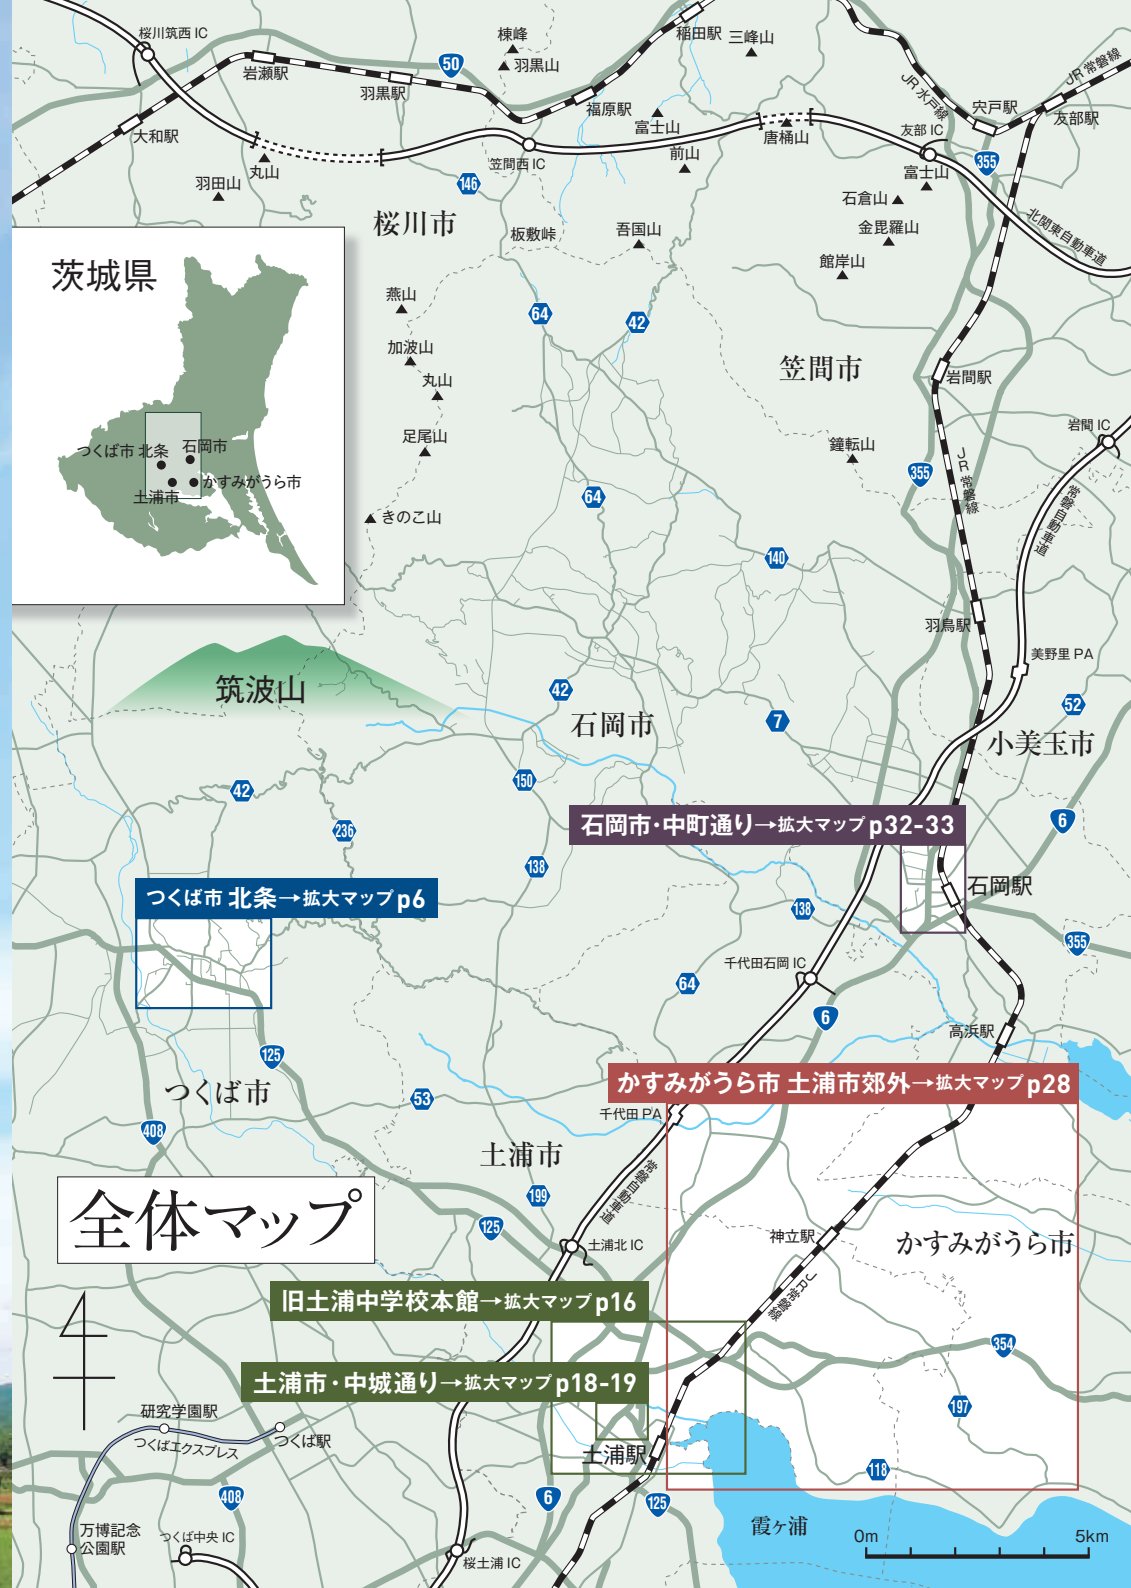 桜川筑西 IC
棟峰
稲田駅
三峰山
羽黒山
50
岩瀬駅
羽黒駅
福原駅
富士山
JR 水戸線
JR 常磐線
宍戸駅
友部駅
大和駅
丸山
笠間西 IC
唐桶山
友部 IC
前山
355
羽田山
146
富士山
石倉山
桜川市
板敷峠
吾国山
金毘羅山
北関東自動車道
館岸山
茨城県
燕山
64
42
加波山
笠間市
丸山
岩間駅
足尾山
岩間 IC
鐘転山
つくば市 北条
石岡市
かすみがうら市
土浦市
355
JR 常磐線
64
常磐自動車道
きのこ山
140
羽鳥駅
美野里 PA
筑波山
42
石岡市
7
52
小美玉市
42
150
236
6
石岡市・中町通り→拡大マップ p32-33
138
石岡駅
つくば市 北条→拡大マップ p6
138
355
千代田石岡 IC
64
6
高浜駅
125
つくば市
かすみがうら市 土浦市郊外→拡大マップ p28
53
千代田 PA
408
土浦市
常磐自動車道
全体マップ
199
125
土浦北 IC
神立駅
かすみがうら市
JR 常磐線
旧土浦中学校本館→拡大マップ p16
354
土浦市・中城通り→拡大マップ p18-19
197
研究学園駅
つくばエクスプレス
つくば駅
土浦駅
118
408
6
125
霞ヶ浦
万博記念
公園駅
つくば中央 IC
桜土浦 IC
0m
5km